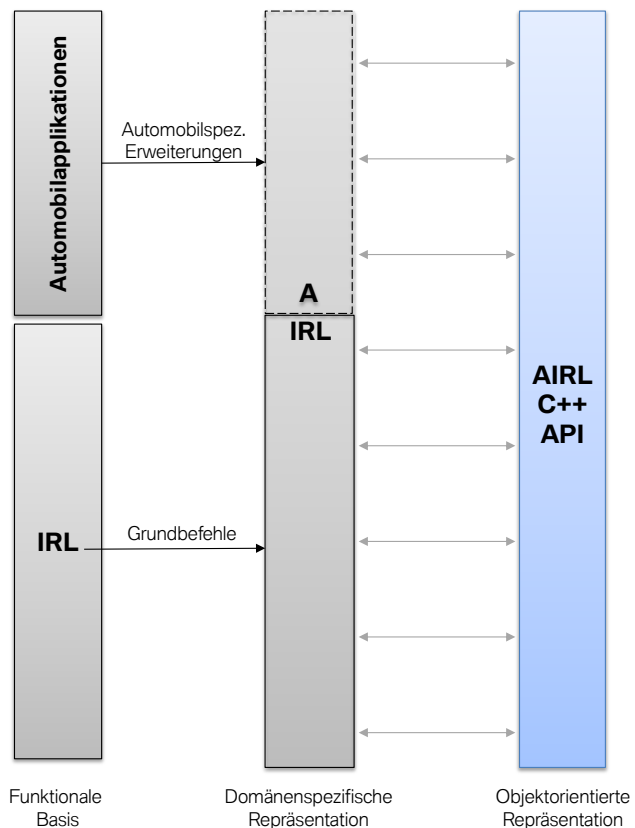 Automobilapplikationen
Automobilspez.
Erweiterungen
A
IRL
AIRL
C++
API
IRL
Grundbefehle
Funktionale
Basis
Domänenspezifische
Repräsentation
Objektorientierte
Repräsentation